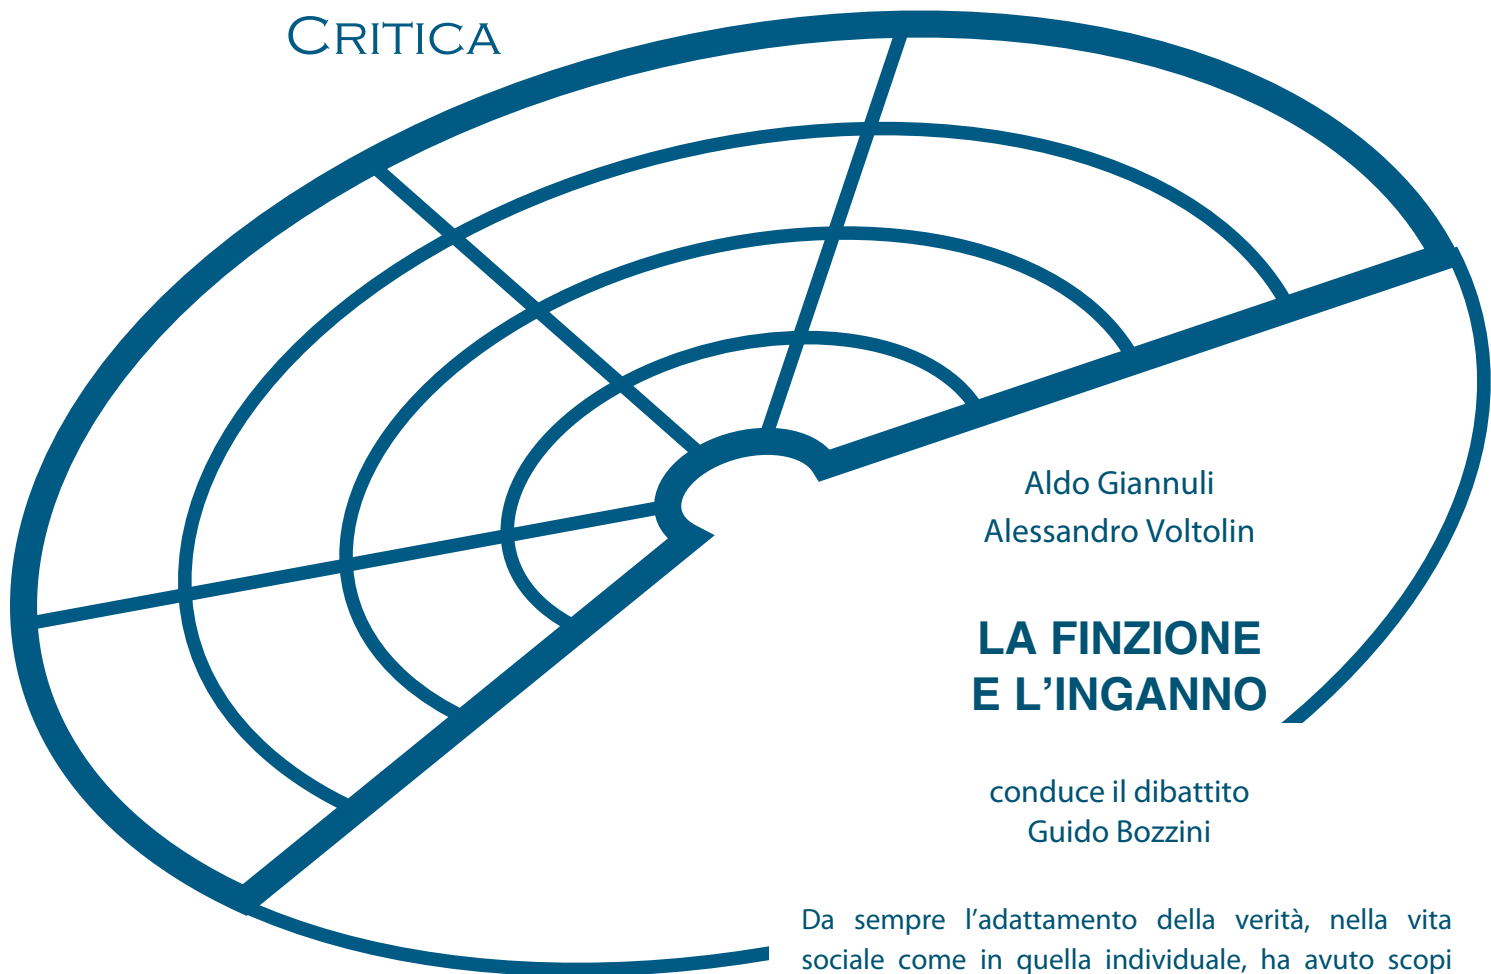 CRITICA
Aldo Giannuli
Alessandro Voltolin
LA FINZIONE
E L’INGANNO
conduce il dibattito
Guido Bozzini
Da sempre l’adattamento della verità, nella vita
sociale come in quella individuale, ha avuto scopi